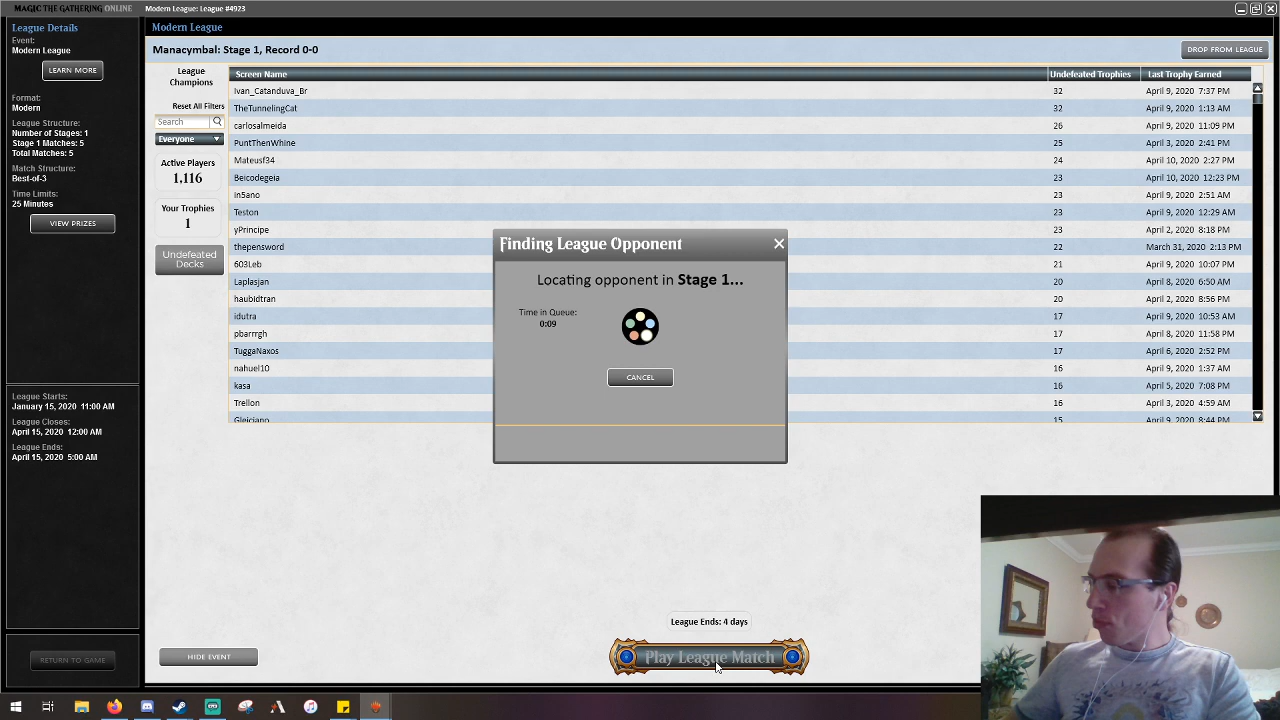 MAGIC THE GATHERING ONLINE
Modern League: League #4923
League Details
Event:
Modern League
LEARN MORE
Format:
Modern
League Structure:
Number of Stages: 1
Stage 1 Matches: 5
Total Matches: 5
Match Structure:
Best-of-3
Time Limits:
25 Minutes
VIEW PRIZES
League Starts:
January 15, 2020 11:00 AM
League Closes:
April 15, 2020 12:00 AM
League Ends:
April 15, 2020 5:00 AM
RETURN TO GAME
Modern League
Manacymbal: Stage 1, Record 0-0
DROP FROM LEAGUE
League
Champions
Reset All Filters
Search
Everyone
Active Players
1,116
Your Trophies
1
Undefeated
Decks
Screen Name Undefeated Trophies Last Trophy Earned
Ivan_Catanduva_Br 32 April 9, 2020 7:37 PM
TheTunnelingCat 32 April 9, 2020 1:13 AM
carlosalmeida 26 April 9, 2020 11:09 PM
PuntThenWhine 25 April 3, 2020 2:41 PM
Mateusf34 24 April 10, 2020 2:27 PM
Beicodegeia 23 April 10, 2020 12:23 PM
in5ano 23 April 9, 2020 2:51 AM
Teston 23 April 9, 2020 12:29 AM
yPrincipe 23 April 2, 2020 8:18 PM
thepensword 22 March 31, 2020 2:13 PM
603Leb 21 April 9, 2020 10:07 PM
Laplasjan 20 April 8, 2020 6:50 AM
haubidtran 20 April 2, 2020 8:56 PM
idutra 17 April 9, 2020 10:53 AM
pbarrrgh 17 April 8, 2020 11:58 PM
TuggaNaxos 17 April 6, 2020 2:52 PM
nahuel10 16 April 9, 2020 1:37 AM
kasa 16 April 5, 2020 7:08 PM
Treilon 16 April 3, 2020 4:59 AM
Gleiciano 15 April 9, 2020 8:44 PM
Finding League Opponent
Locating opponent in Stage 1...
Time in Queue:
0:09
CANCEL
League Ends: 4 days
HIDE EVENT
Play League Match